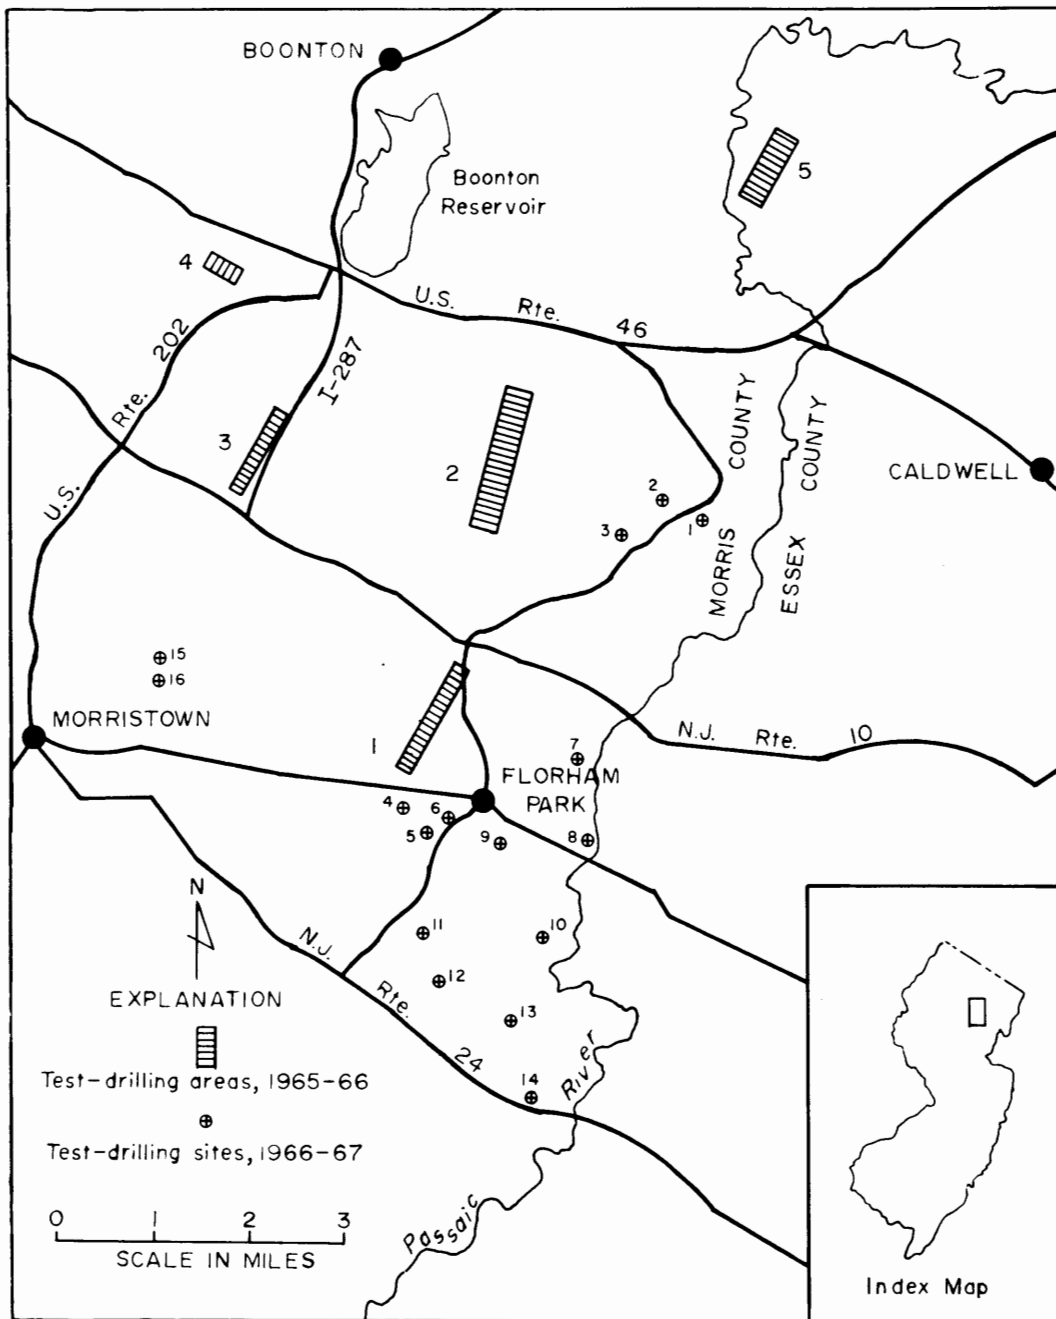 BOONTON
Boonton
Reservoir
5
4
U.S. Rte. 46
U.S. Rte. 202
I-287
3
2
MORRIS COUNTY
ESSEX COUNTY
CALDWELL
2
1
3
15
16
MORRISTOWN
1
N.J. Rte. 10
7
FLORHAM
PARK
4
6
5
9
8
11
10
12
13
14
N.J. Rte. 24
Passaic River
N
EXPLANATION
Test-drilling areas, 1965-66
Test-drilling sites, 1966-67
0 1 2 3
SCALE IN MILES
Index Map